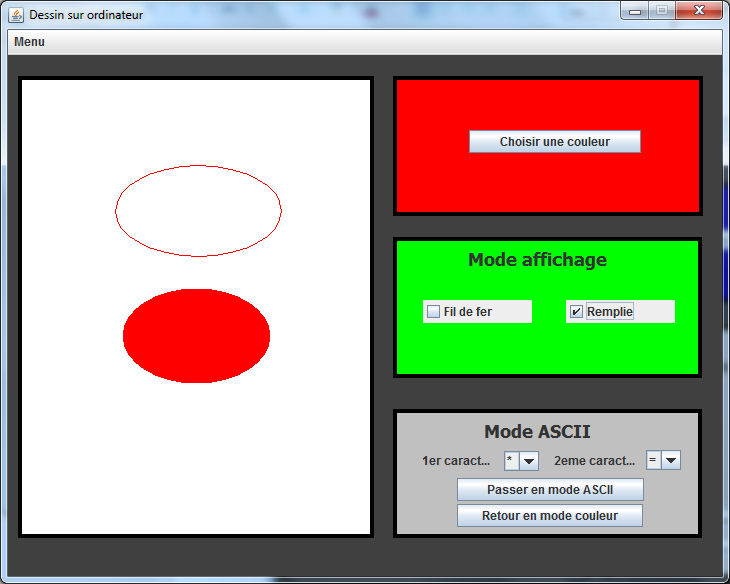 Dessin sur ordinateur
Menu
Choisir une couleur
Mode affichage
Fil de fer
Remplie
Mode ASCII
1er caract... * 2eme caract... =
Passer en mode ASCII
Retour en mode couleur